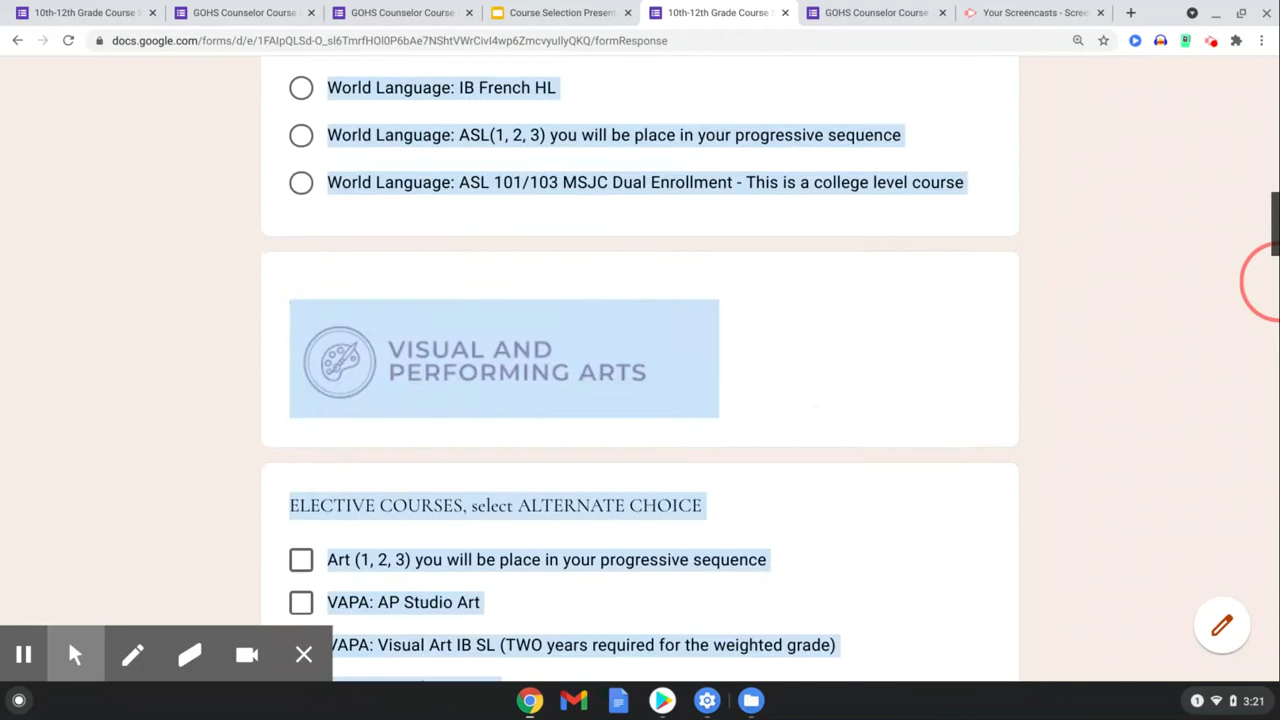 10th-12th Grade Course S
GOHS Counselor Course
GOHS Counselor Course
Course Selection Present
10th-12th Grade Course S
GOHS Counselor Course
Your Screencasts - Scree
docs.google.com/forms/d/e/1FAIpQLSd-O_sl6TmrfHOl0P6bAe7NShtVWrCivI4wp6ZmcvyuIlyQKQ/formResponse
World Language: IB French HL
World Language: ASL(1, 2, 3) you will be place in your progressive sequence
World Language: ASL 101/103 MSJC Dual Enrollment - This is a college level course
VISUAL AND
PERFORMING ARTS
ELECTIVE COURSES, select ALTERNATE CHOICE
Art (1, 2, 3) you will be place in your progressive sequence
VAPA: AP Studio Art
VAPA: Visual Art IB SL (TWO years required for the weighted grade)
1
3:21